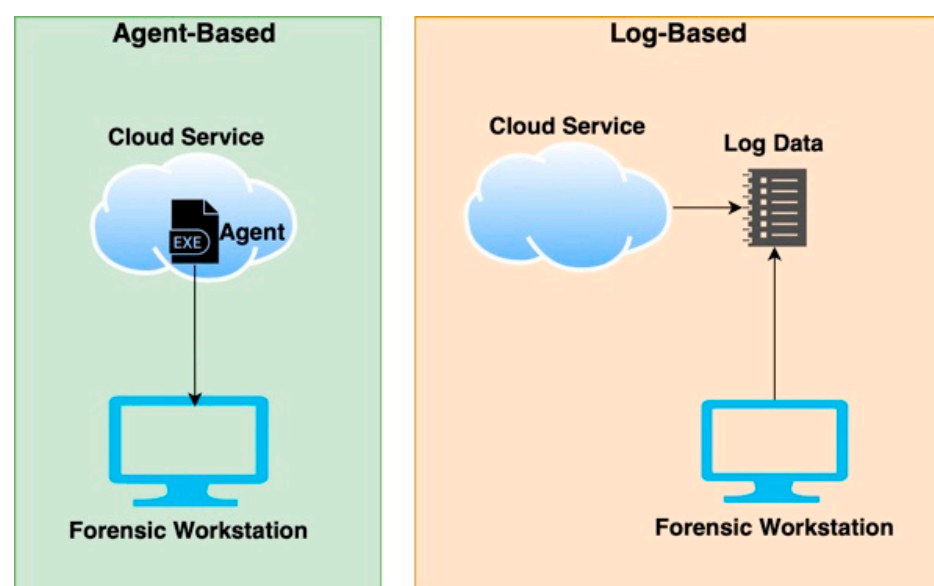 Agent-Based
Cloud Service
EXE
Agent
Forensic Workstation
Log-Based
Cloud Service
Log Data
Forensic Workstation